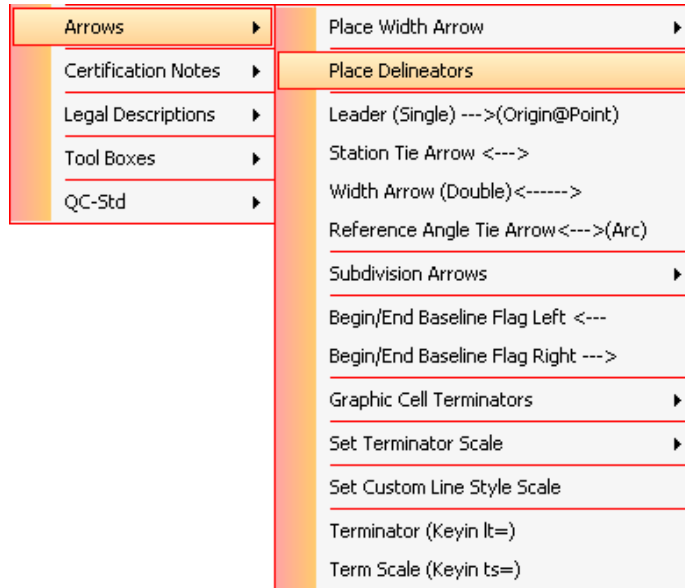 Arrows
Certification Notes
Legal Descriptions
Tool Boxes
QC-Std
Place Width Arrow
Place Delineators
Leader (Single) --->(Origin@Point)
Station Tie Arrow <--->
Width Arrow (Double)<------>
Reference Angle Tie Arrow<--->(Arc)
Subdivision Arrows
Begin/End Baseline Flag Left <---
Begin/End Baseline Flag Right --->
Graphic Cell Terminators
Set Terminator Scale
Set Custom Line Style Scale
Terminator (Keyin lt=)
Term Scale (Keyin ts=)